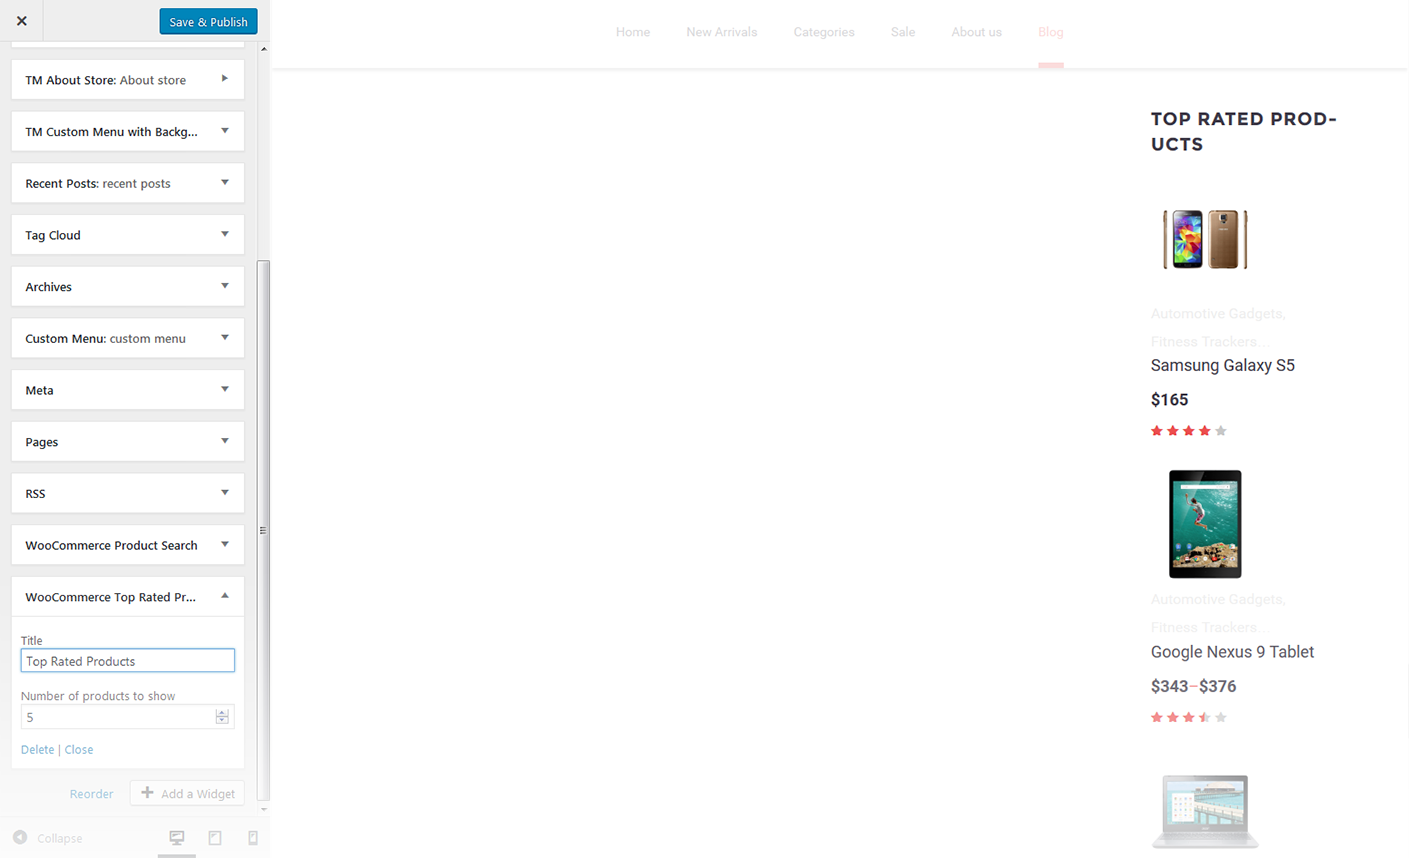 Save & Publish
TM About Store: About store
TM Custom Menu with Backg...
Recent Posts: recent posts
Tag Cloud
Archives
Custom Menu: custom menu
Meta
Pages
RSS
WooCommerce Product Search
WooCommerce Top Rated Pr...
Title
Top Rated Products
Number of products to show
5
Delete | Close
Reorder
Add a Widget
Collapse
Home
New Arrivals
Categories
Sale
About us
Blog
TOP RATED PROD-
UCTS
Automotive Gadgets,
Fitness Trackers...
Samsung Galaxy S5
$165
Automotive Gadgets,
Fitness Trackers...
Google Nexus 9 Tablet
$343–$376